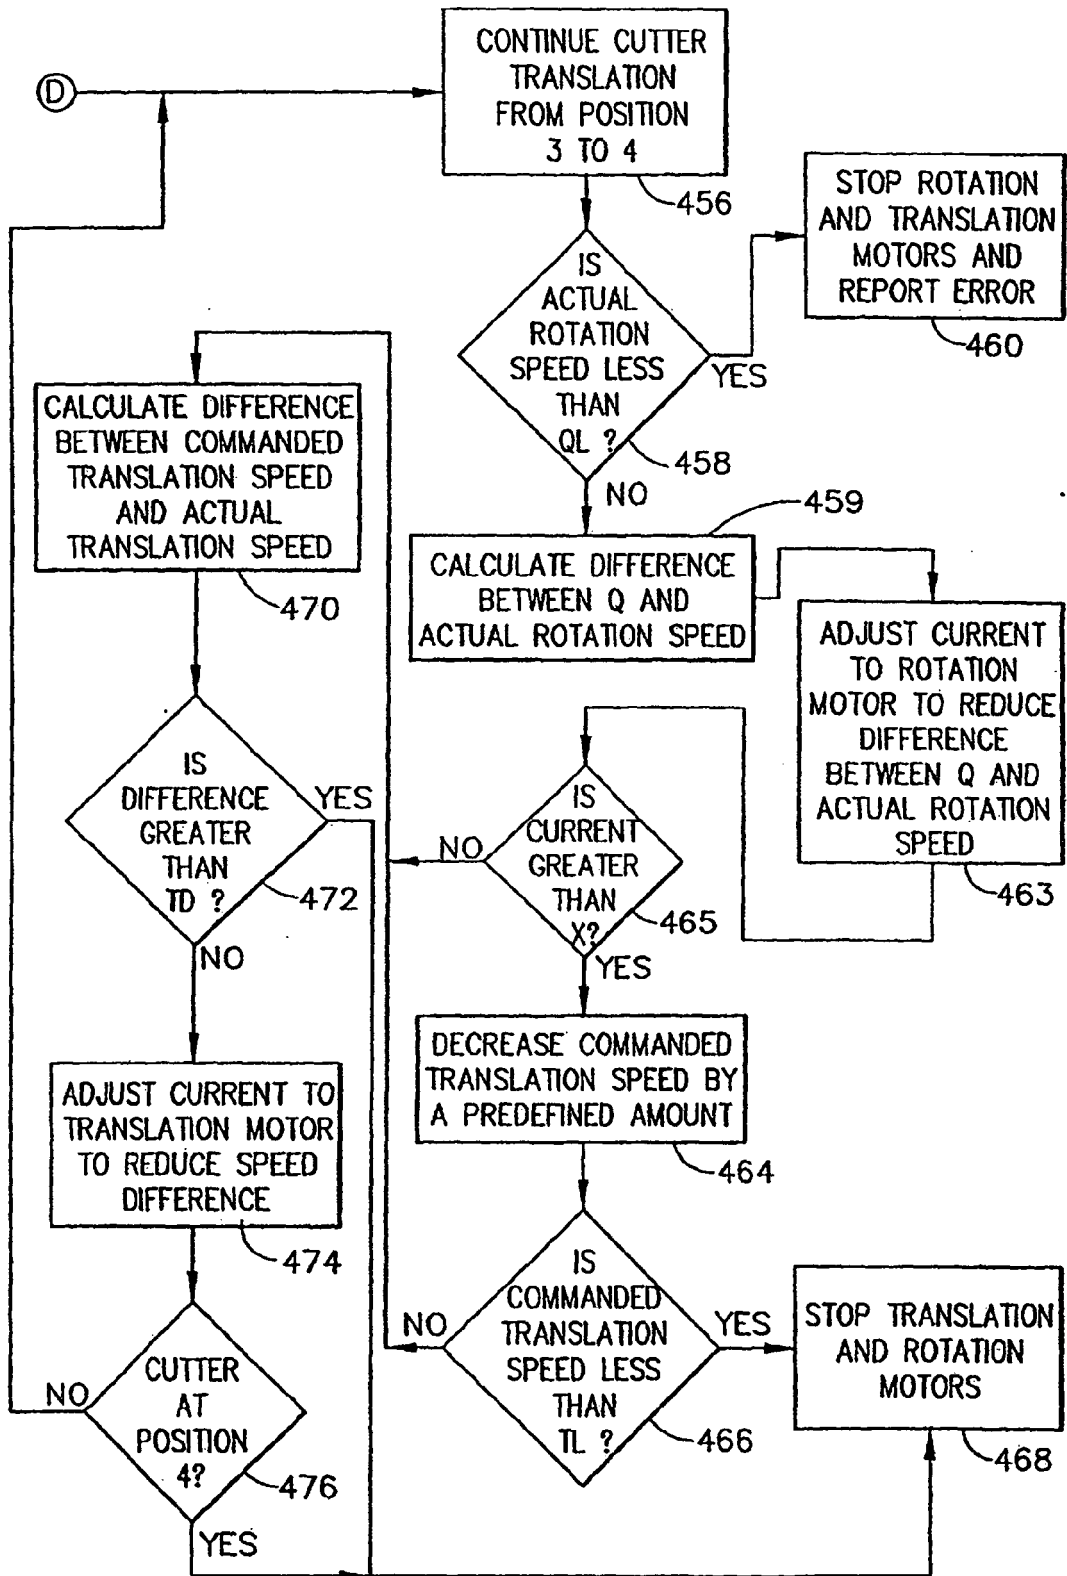 D
CONTINUE CUTTER
TRANSLATION
FROM POSITION
3 TO 4
456
STOP ROTATION
AND TRANSLATION
MOTORS AND
REPORT ERROR
460
IS
ACTUAL
ROTATION
SPEED LESS
THAN
QL ?
YES
458
NO
459
CALCULATE DIFFERENCE
BETWEEN Q AND
ACTUAL ROTATION SPEED
ADJUST CURRENT
TO ROTATION
MOTOR TO REDUCE
DIFFERENCE
BETWEEN Q AND
ACTUAL ROTATION
SPEED
463
IS
CURRENT
GREATER
THAN
X?
NO
465
YES
DECREASE COMMANDED
TRANSLATION SPEED BY
A PREDEFINED AMOUNT
464
IS
COMMANDED
TRANSLATION
SPEED LESS
THAN
TL ?
NO
YES
466
STOP TRANSLATION
AND ROTATION
MOTORS
468
CALCULATE DIFFERENCE
BETWEEN COMMANDED
TRANSLATION SPEED
AND ACTUAL
TRANSLATION SPEED
470
IS
DIFFERENCE
GREATER
THAN
TD ?
YES
472
NO
ADJUST CURRENT TO
TRANSLATION MOTOR
TO REDUCE SPEED
DIFFERENCE
474
CUTTER
AT
POSITION
4?
NO
476
YES